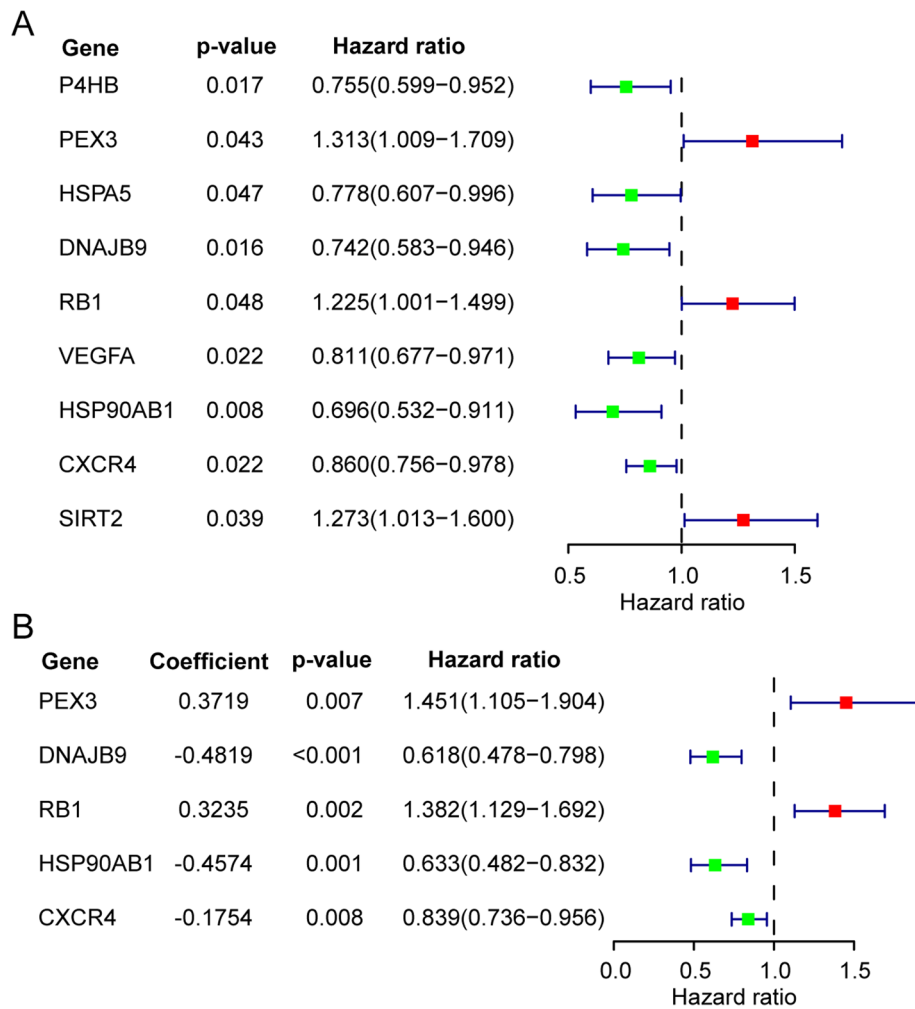 A
Gene p-value Hazard ratio
P4HB 0.017 0.755(0.599−0.952)
PEX3 0.043 1.313(1.009−1.709)
HSPA5 0.047 0.778(0.607−0.996)
DNAJB9 0.016 0.742(0.583−0.946)
RB1 0.048 1.225(1.001−1.499)
VEGFA 0.022 0.811(0.677−0.971)
HSP90AB1 0.008 0.696(0.532−0.911)
CXCR4 0.022 0.860(0.756−0.978)
SIRT2 0.039 1.273(1.013−1.600)
0.5 1.0 1.5
Hazard ratio
B
Gene Coefficient p-value Hazard ratio
PEX3 0.3719 0.007 1.451(1.105−1.904)
DNAJB9 -0.4819 <0.001 0.618(0.478−0.798)
RB1 0.3235 0.002 1.382(1.129−1.692)
HSP90AB1 -0.4574 0.001 0.633(0.482−0.832)
CXCR4 -0.1754 0.008 0.839(0.736−0.956)
0.0 0.5 1.0 1.5
Hazard ratio